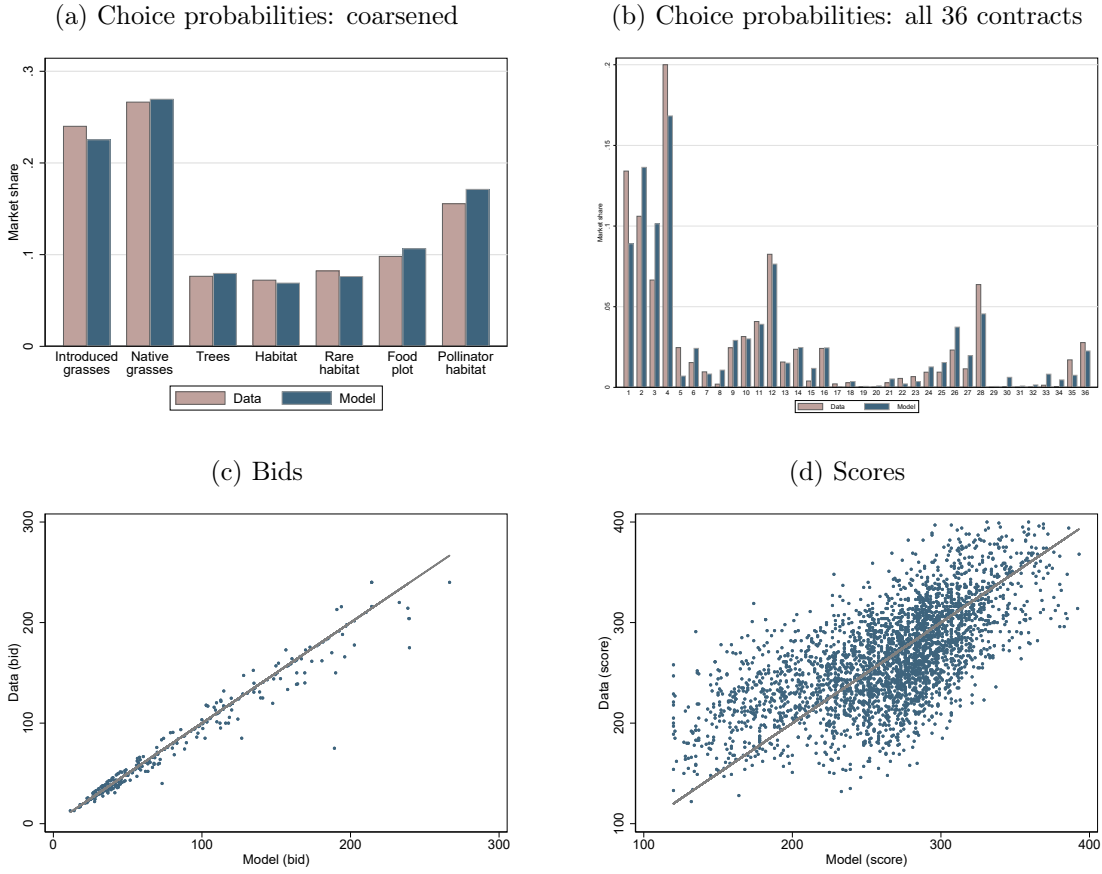 (a) Choice probabilities: coarsened
Market share
0
.1
.2
.3
Introduced grasses
Native grasses
Trees
Habitat
Rare habitat
Food plot
Pollinator habitat
Data
Model
(b) Choice probabilities: all 36 contracts
Market share
0
.05
.1
.15
.2
1 2 3 4 5 6 7 8 9 10 11 12 13 14 15 16 17 18 19 20 21 22 23 24 25 26 27 28 29 30 31 32 33 34 35 36
Data
Model
(c) Bids
Data (bid)
0
100
200
300
0 100 200 300
Model (bid)
(d) Scores
Data (score)
100
200
300
400
100 200 300 400
Model (score)